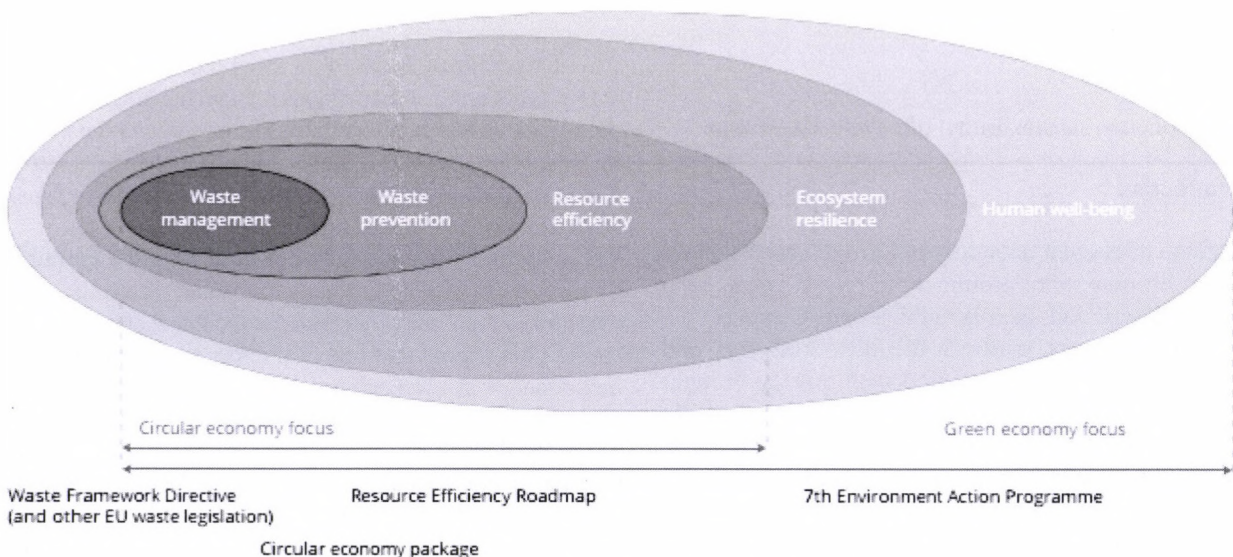 Waste
management
Waste
prevention
Resource
efficiency
Ecosystem
resilience
Human well-being
Circular economy focus
Green economy focus
Waste Framework Directive
(and other EU waste legislation)
Resource Efficiency Roadmap
7th Environment Action Programme
Circular economy package